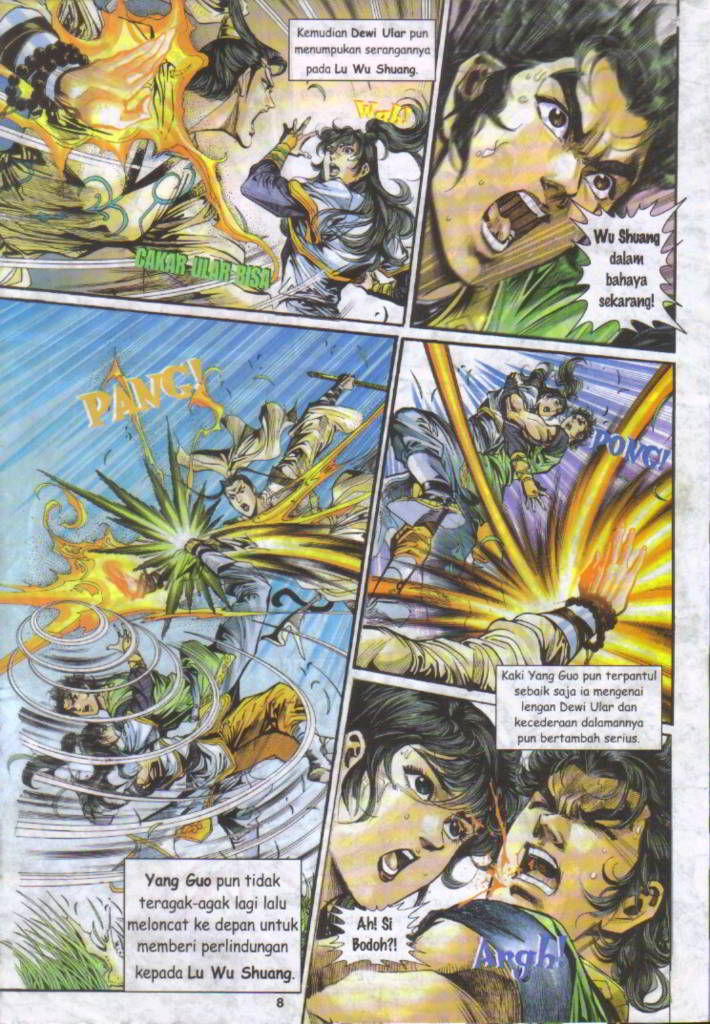 Kemudian Dewi Ular pun
menumpukan serangannya
pada Lu Wu Shuang.
Wah!
CAKAR ULAR BISA
Wu Shuang
dalam
bahaya
sekarang!
PANG!
PONG!
Kaki Yang Guo pun terpantul
sebaik saja ia mengenai
lengan Dewi Ular dan
kecederaan dalamannya
pun bertambah serius.
Yang Guo pun tidak
teragak-agak lagi lalu
meloncat ke depan untuk
memberi perlindungan
kepada Lu Wu Shuang.
Ah! Si
Bodoh?!
Argh!
8